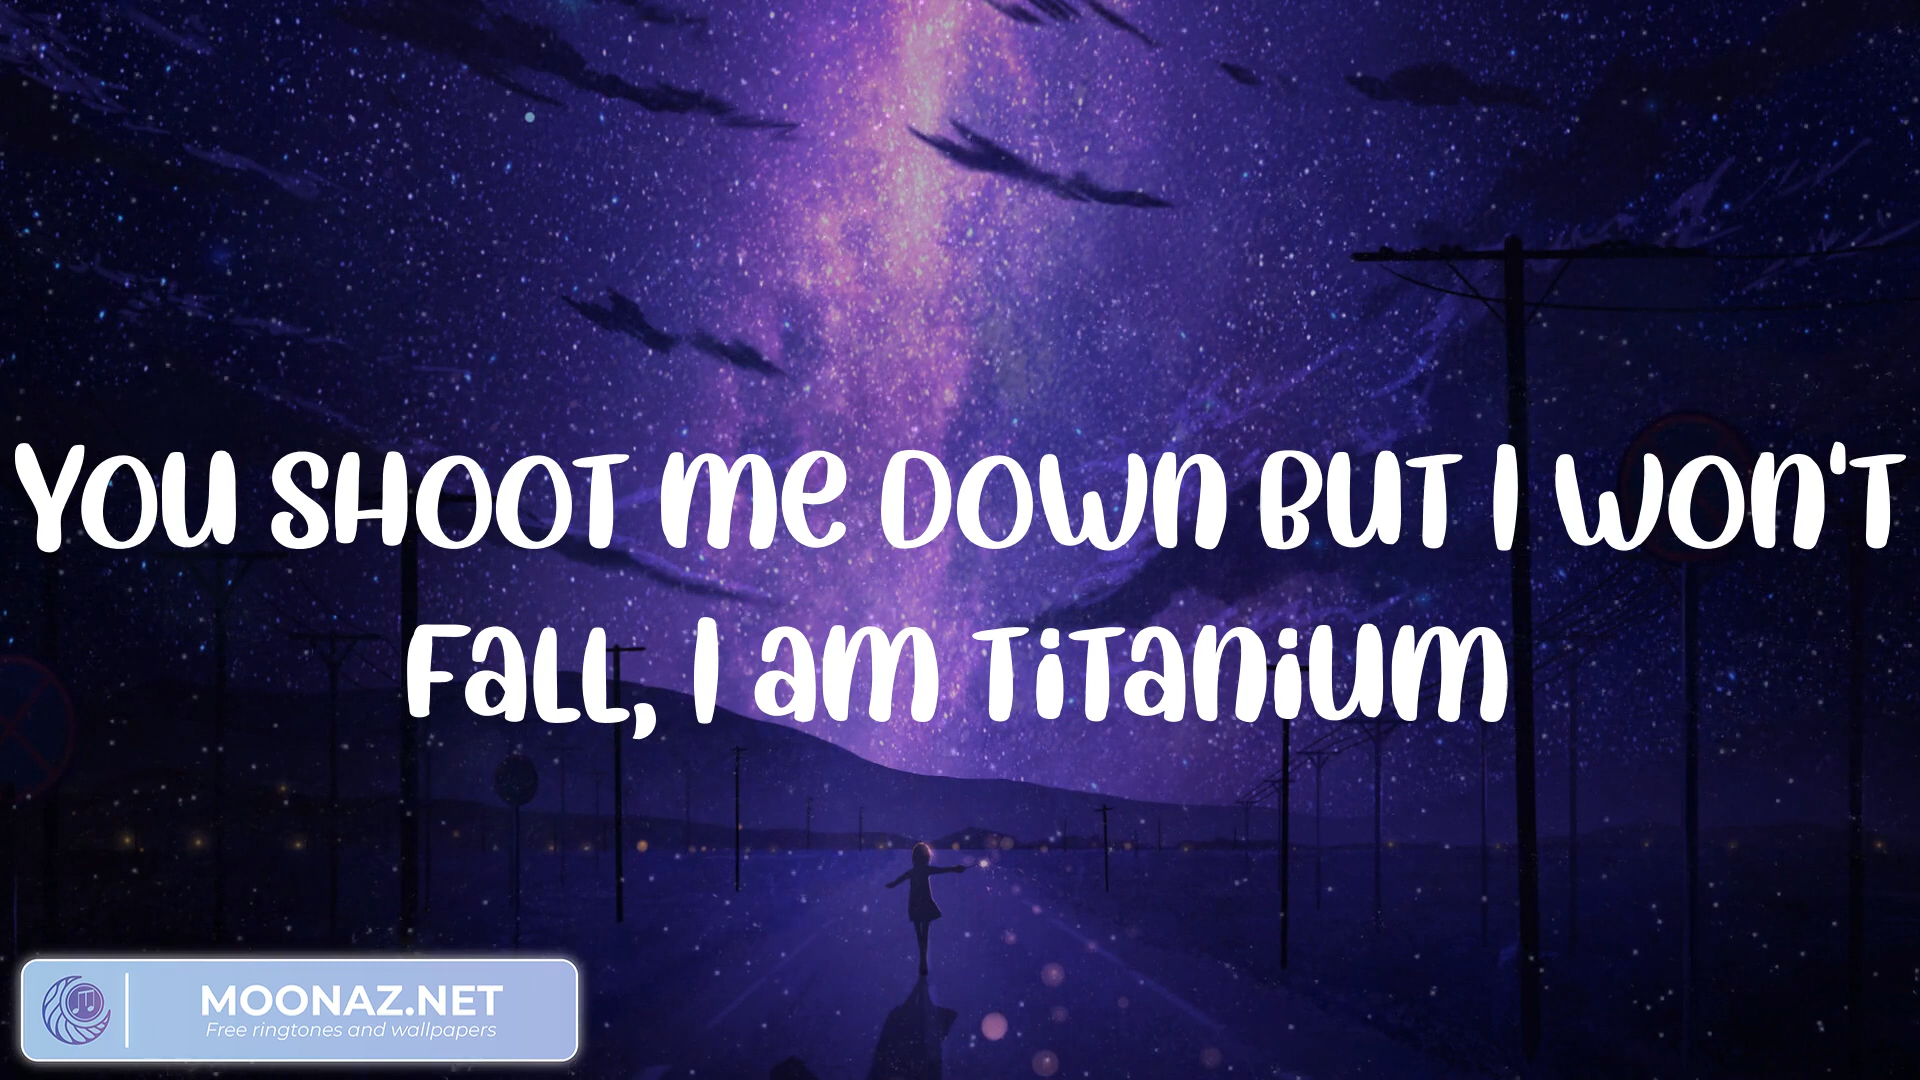 You shoot me down but I won't
fall, I am titanium
MOONAZ.NET
Free ringtones and wallpapers